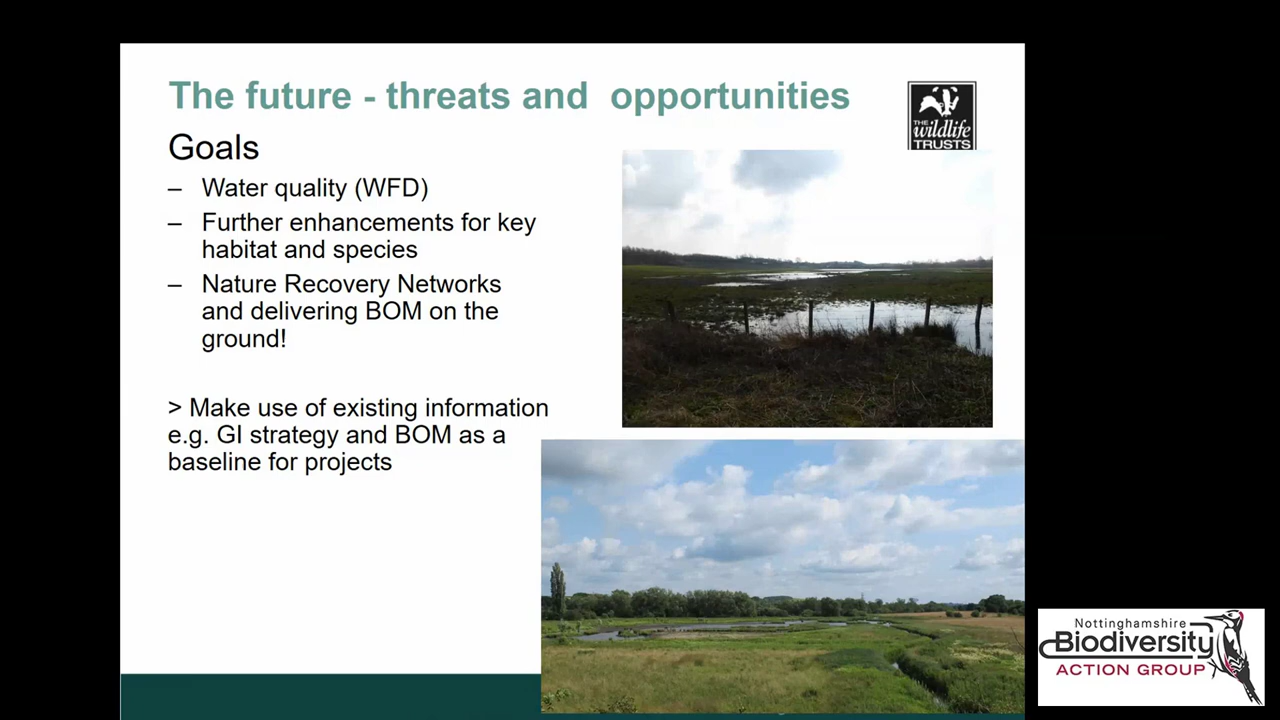 The future - threats and opportunities
THE
wildlife
TRUSTS
Goals
– Water quality (WFD)
– Further enhancements for key
habitat and species
– Nature Recovery Networks
and delivering BOM on the
ground!
> Make use of existing information
e.g. GI strategy and BOM as a
baseline for projects
Nottinghamshire
Biodiversity
ACTION GROUP